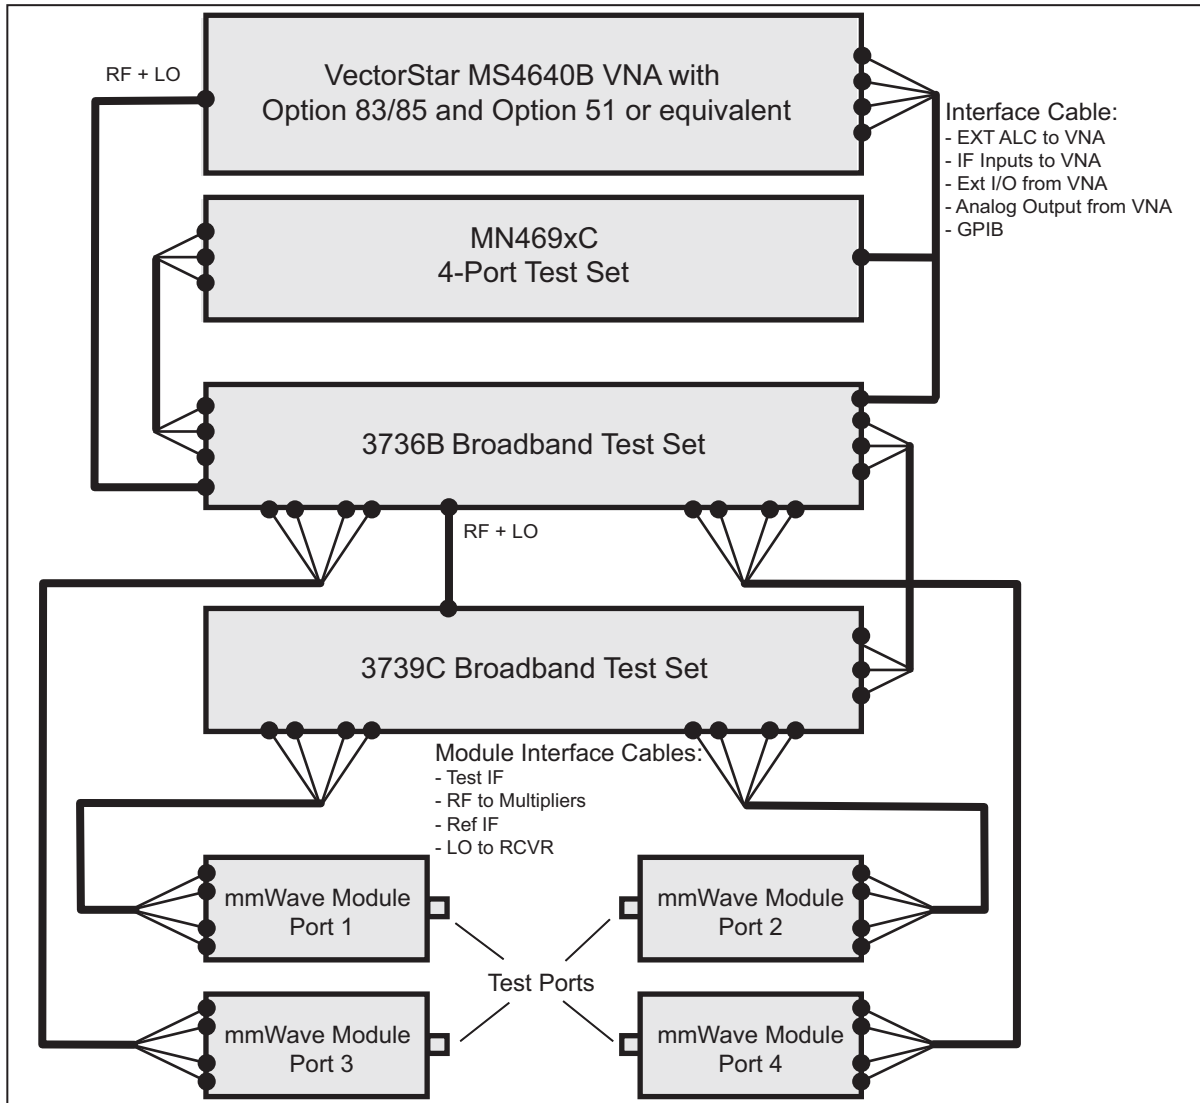 RF + LO
VectorStar MS4640B VNA with
Option 83/85 and Option 51 or equivalent
Interface Cable:
- EXT ALC to VNA
- IF Inputs to VNA
- Ext I/O from VNA
- Analog Output from VNA
- GPIB
MN469xC
4-Port Test Set
3736B Broadband Test Set
RF + LO
3739C Broadband Test Set
Module Interface Cables:
- Test IF
- RF to Multipliers
- Ref IF
- LO to RCVR
mmWave Module
Port 1
mmWave Module
Port 2
Test Ports
mmWave Module
Port 3
mmWave Module
Port 4